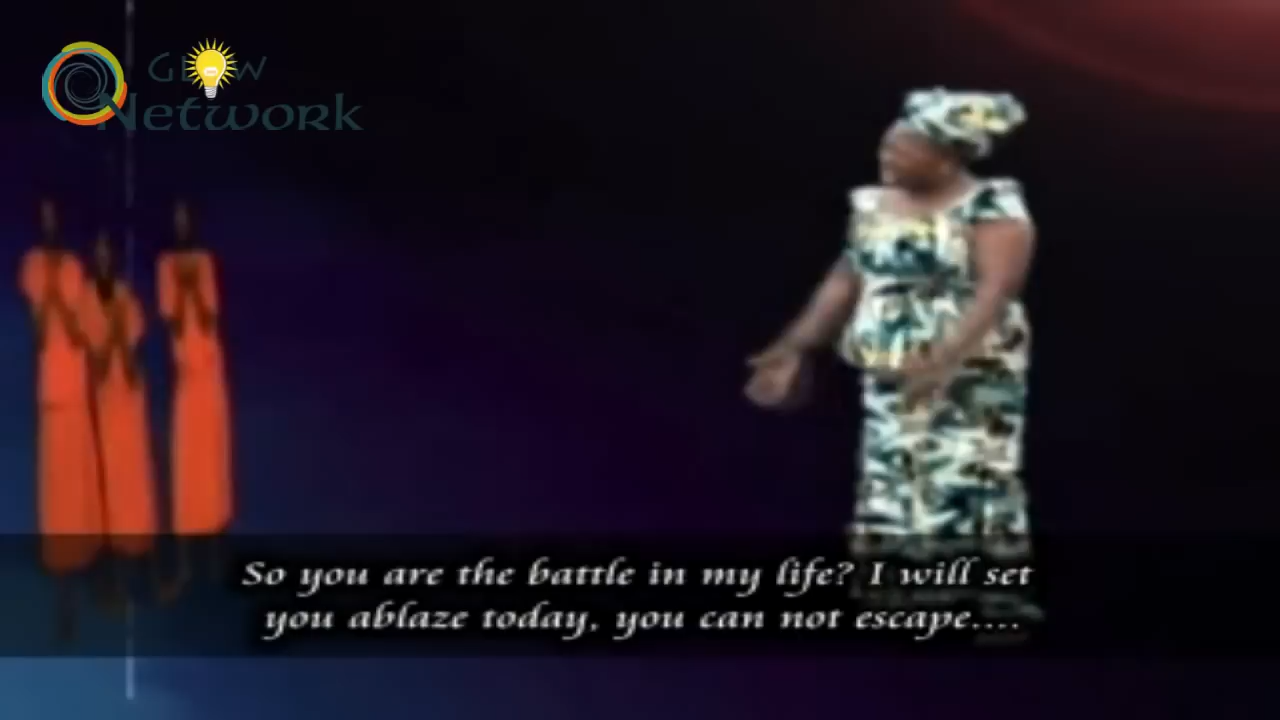 GLOW
Network
So you are the battle in my life? I will set
you ablaze today, you can not escape....